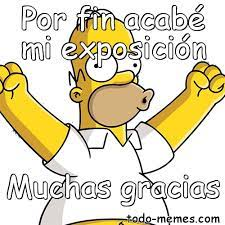 Por fin acabé
mi exposición
Muchas gracias
todo-memes.com